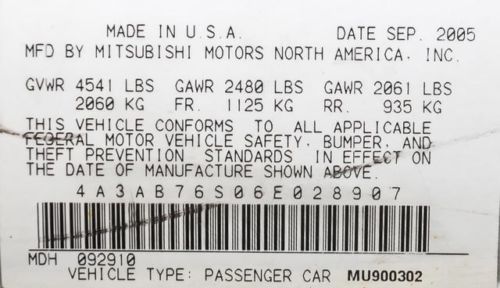 MADE IN U.S.A. DATE SEP. 2005
MFD BY MITSUBISHI MOTORS NORTH AMERICA, INC.
GVWR 4541 LBS GAWR 2480 LBS GAWR 2061 LBS
2060 KG FR. 1125 KG RR. 935 KG
THIS VEHICLE CONFORMS TO ALL APPLICABLE
FEDERAL MOTOR VEHICLE SAFETY, BUMPER, AND
THEFT PREVENTION STANDARDS IN EFFECT ON
THE DATE OF MANUFACTURE SHOWN ABOVE.
4A3AB76S06E028907
MDH 092910
VEHICLE TYPE: PASSENGER CAR MU900302